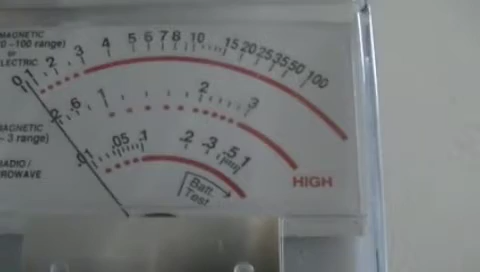 MAGNETIC
0-100 range)
or
ELECTRIC
0 1 2 3 4 5 6 7 8 10 15 20 25 35 50 100
.2 .6 1 2 3
MAGNETIC
- 3 range)
RADIO /
.01 .05 .1 .2 .3 .5 1
HIGH
Batt.
Test